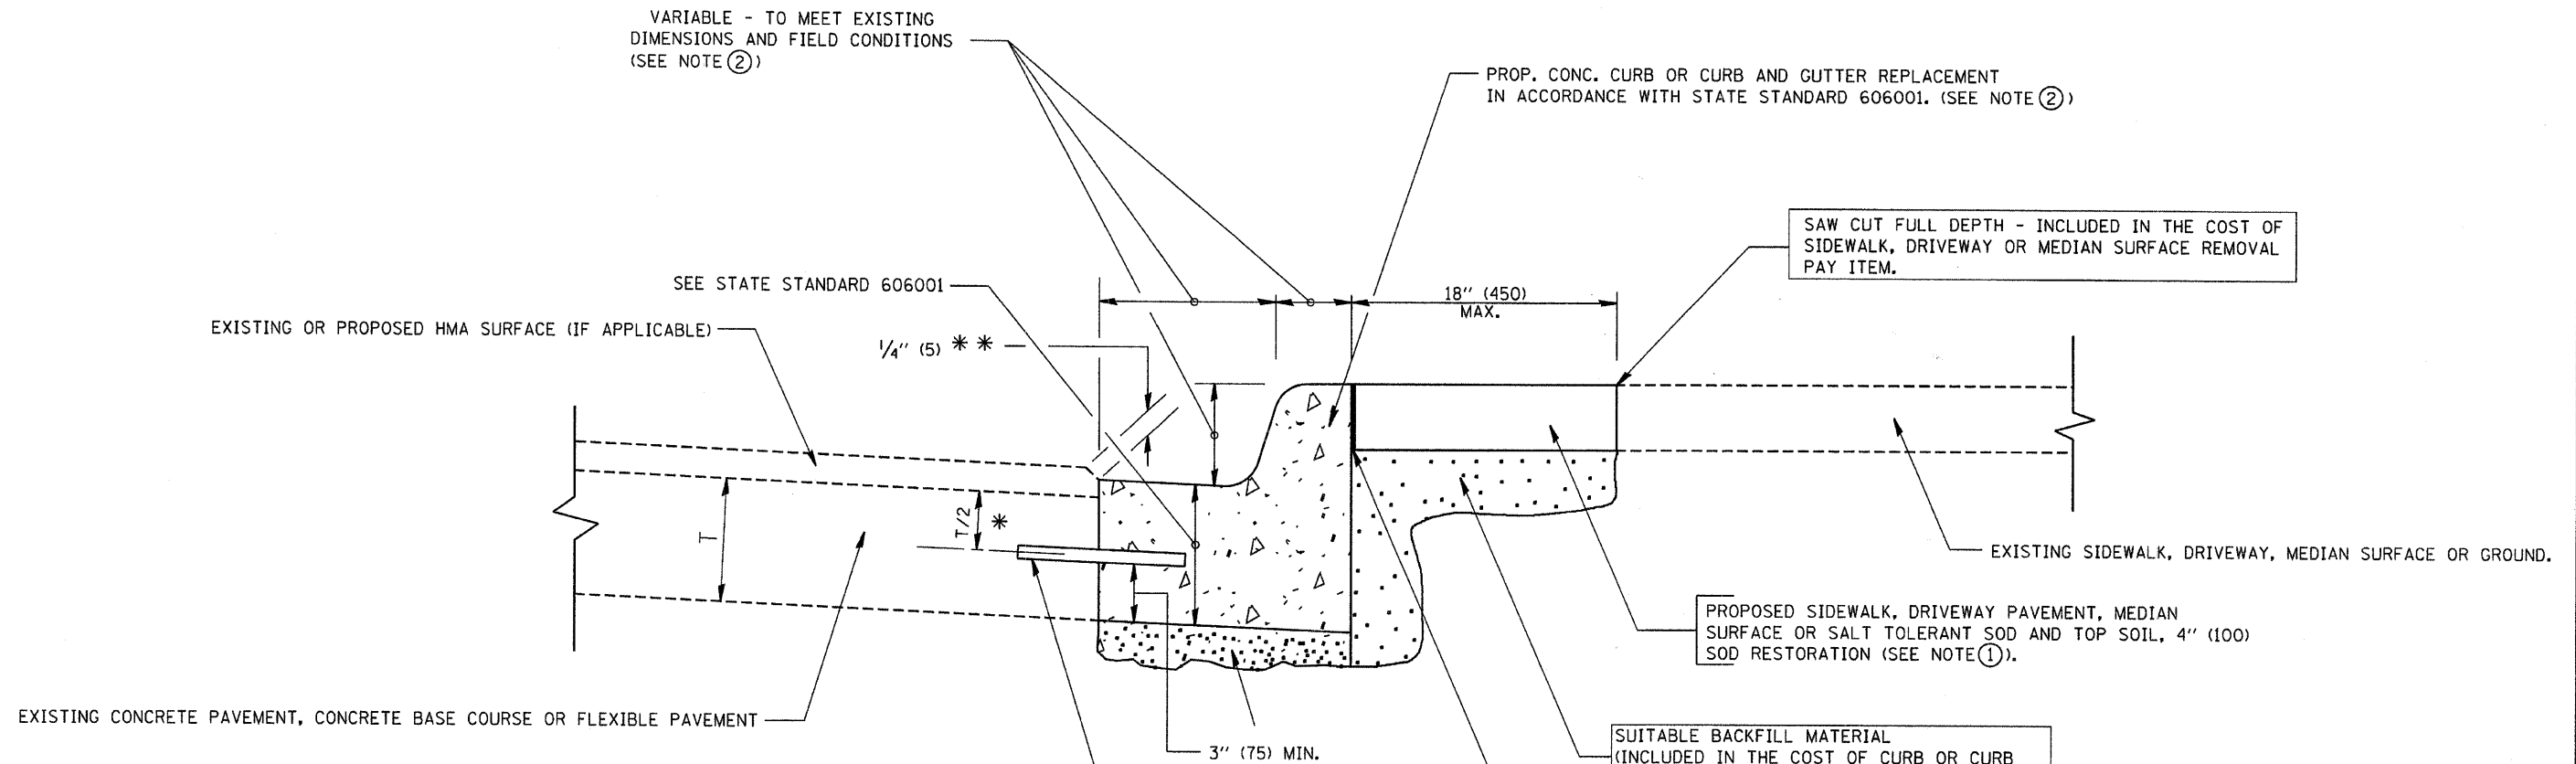 VARIABLE - TO MEET EXISTING
DIMENSIONS AND FIELD CONDITIONS
(SEE NOTE ②)
PROP. CONC. CURB OR CURB AND GUTTER REPLACEMENT
IN ACCORDANCE WITH STATE STANDARD 606001. (SEE NOTE ②)
SAW CUT FULL DEPTH - INCLUDED IN THE COST OF
SIDEWALK, DRIVEWAY OR MEDIAN SURFACE REMOVAL
PAY ITEM.
SEE STATE STANDARD 606001
18" (450)
MAX.
EXISTING OR PROPOSED HMA SURFACE (IF APPLICABLE)
1/4" (5) * *
T
T/2 *
EXISTING SIDEWALK, DRIVEWAY, MEDIAN SURFACE OR GROUND.
PROPOSED SIDEWALK, DRIVEWAY PAVEMENT, MEDIAN
SURFACE OR SALT TOLERANT SOD AND TOP SOIL, 4" (100)
SOD RESTORATION (SEE NOTE ①).
EXISTING CONCRETE PAVEMENT, CONCRETE BASE COURSE OR FLEXIBLE PAVEMENT
3" (75) MIN.
SUITABLE BACKFILL MATERIAL
(INCLUDED IN THE COST OF CURB OR CURB